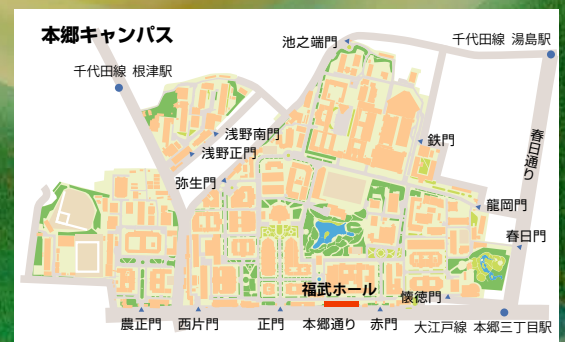 本郷キャンパス
池之端門
千代田線 湯島駅
千代田線 根津駅
浅野南門
鉄門
春日通り
浅野正門
弥生門
龍岡門
春日門
福武ホール
懐徳門
農正門
西片門
正門
本郷通り
赤門
大江戸線 本郷三丁目駅